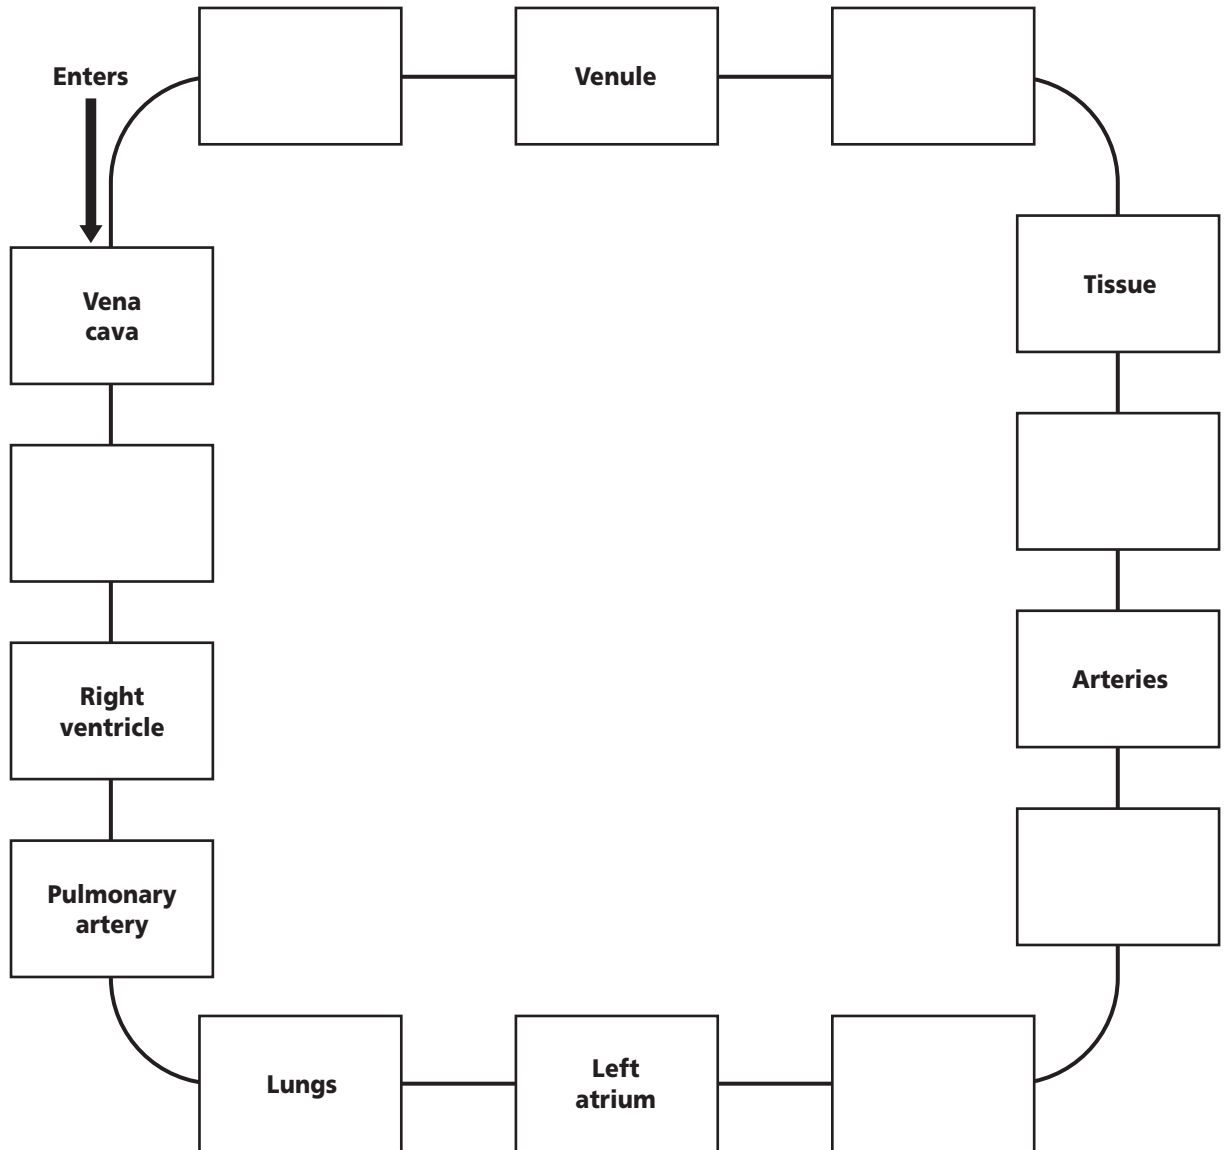 Enters
Venule
Vena
cava
Tissue
Right
ventricle
Arteries
Pulmonary
artery
Lungs
Left
atrium